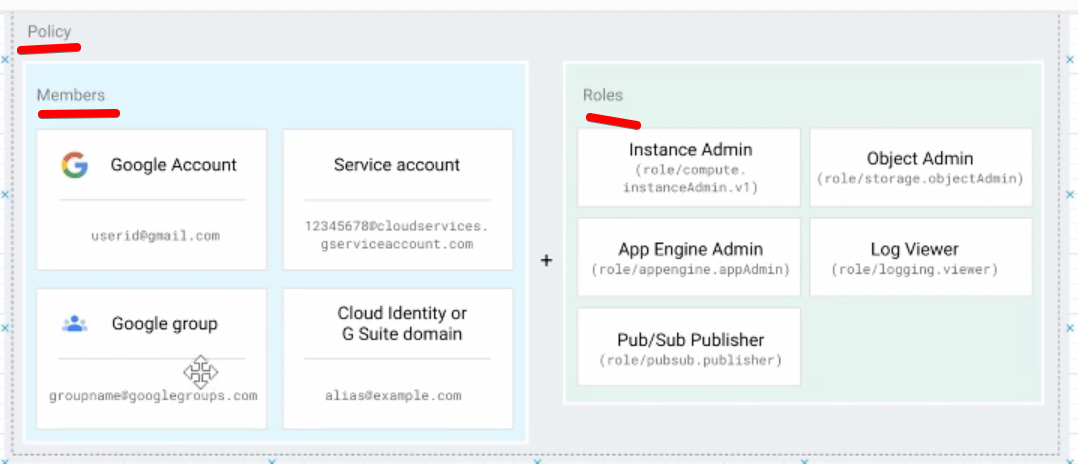 Policy
Members
Google Account
userid@gmail.com
Service account
12345678@cloudservices.
gserviceaccount.com
Google group
groupname@googlegroups.com
Cloud Identity or
G Suite domain
alias@example.com
+
Roles
Instance Admin
(role/compute.
instanceAdmin.v1)
Object Admin
(role/storage.objectAdmin)
App Engine Admin
(role/appengine.appAdmin)
Log Viewer
(role/logging.viewer)
Pub/Sub Publisher
(role/pubsub.publisher)